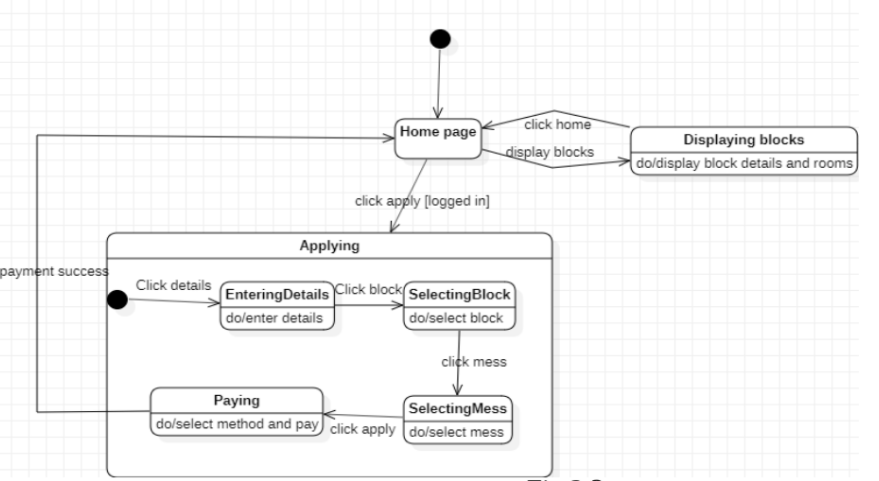 Home page
click home
Displaying blocks
display blocks
do/display block details and rooms
click apply [logged in]
Applying
payment success
Click details
EnteringDetails
do/enter details
Click block
SelectingBlock
do/select block
click mess
Paying
do/select method and pay
click apply
SelectingMess
do/select mess